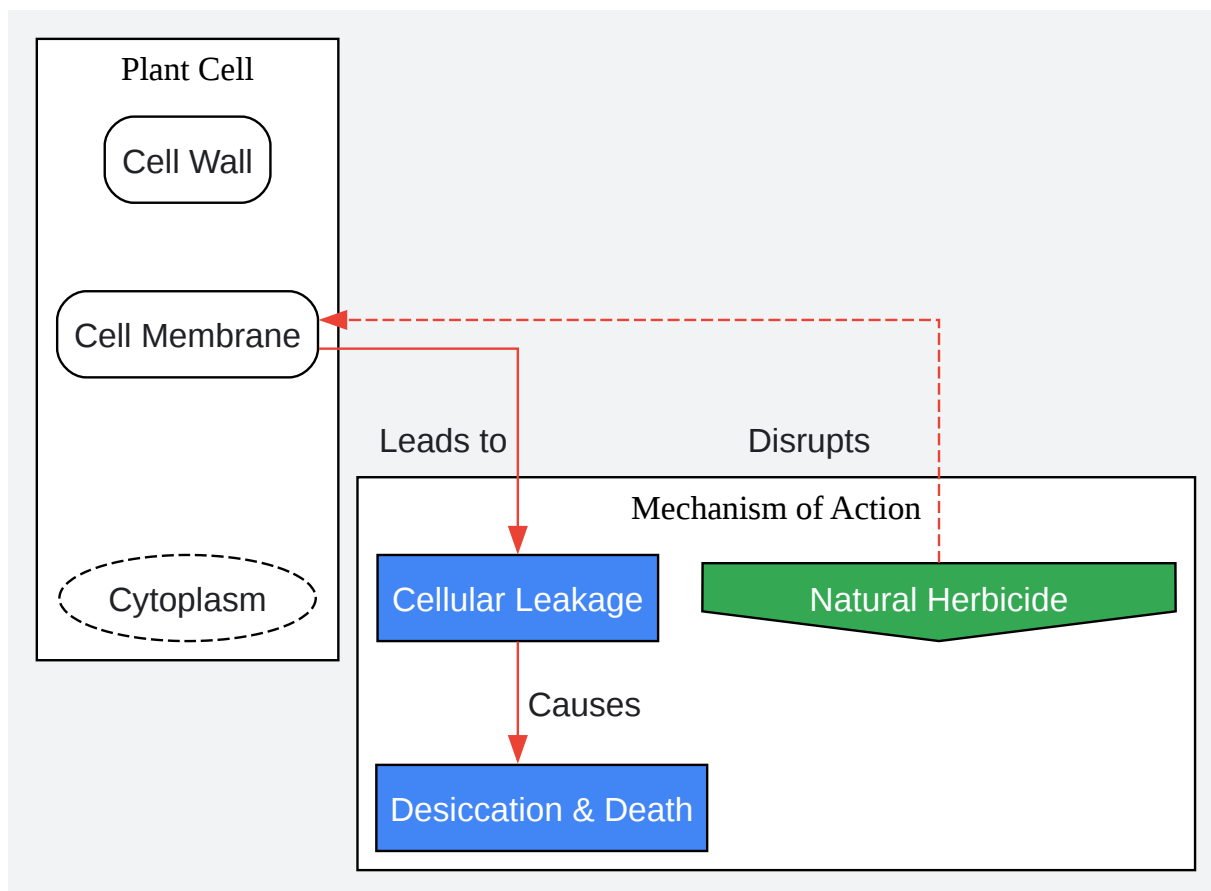 Plant Cell
Cell Wall
Cell Membrane
Leads to
Disrupts
Mechanism of Action
Cytoplasm
Cellular Leakage
Natural Herbicide
Causes
Desiccation & Death